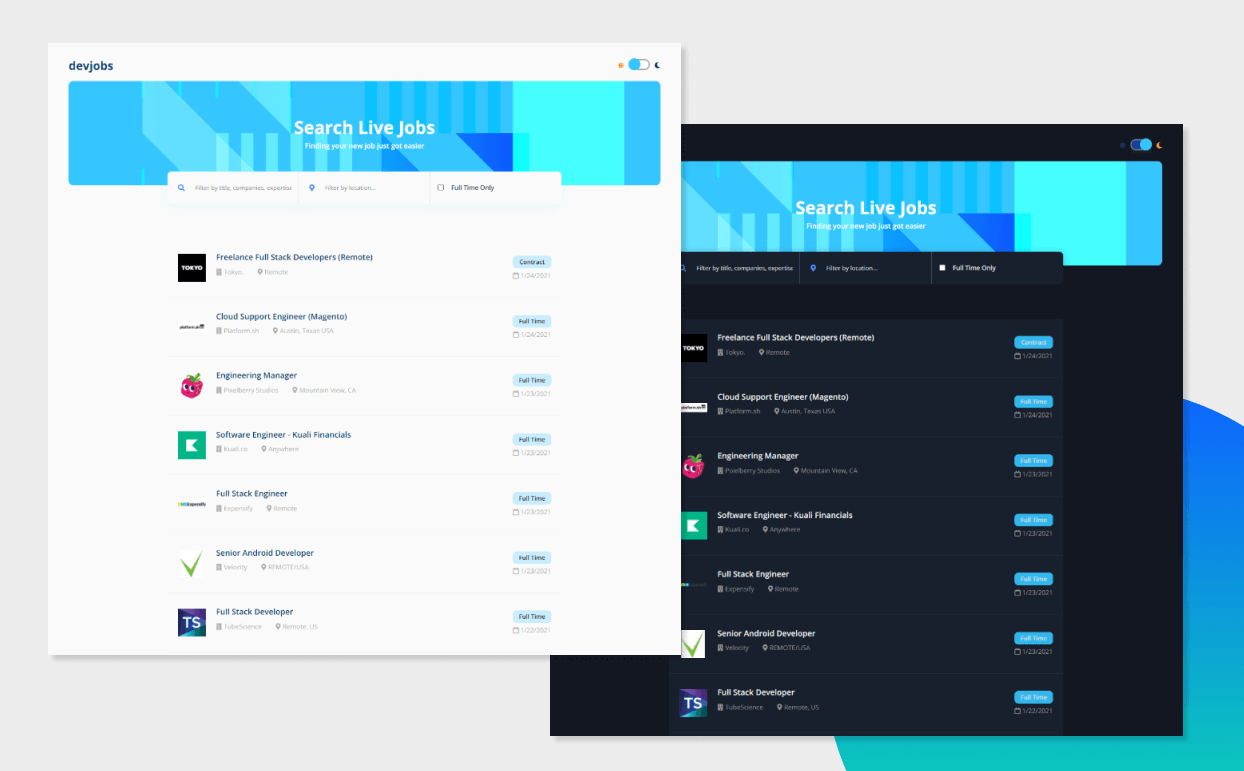 devjobs
Search Live Jobs
Finding your new job just got easier
Filter by title, companies, expertise
Filter by location...
Full Time Only
TOKYO
Freelance Full Stack Developers (Remote)
Tokyo.
Remote
Contract
1/24/2021
platform.sh
Cloud Support Engineer (Magento)
Platform.sh
Austin, Texas USA
Full Time
1/24/2021
Engineering Manager
Pixelberry Studios
Mountain View, CA
Full Time
1/23/2021
Software Engineer - Kuali Financials
Kuali.co
Anywhere
Full Time
1/23/2021
Expensify
Full Stack Engineer
Expensify
Remote
Full Time
1/23/2021
Senior Android Developer
Velocity
REMOTE/USA
Full Time
1/23/2021
TS
Full Stack Developer
TubeScience
Remote, US
Full Time
1/22/2021
Search Live Jobs
Finding your new job just got easier
Filter by title, companies, expertise
Filter by location...
Full Time Only
TOKYO
Freelance Full Stack Developers (Remote)
Tokyo.
Remote
Contract
1/24/2021
platform.sh
Cloud Support Engineer (Magento)
Platform.sh
Austin, Texas USA
Full Time
1/24/2021
Engineering Manager
Pixelberry Studios
Mountain View, CA
Full Time
1/23/2021
Software Engineer - Kuali Financials
Kuali.co
Anywhere
Full Time
1/23/2021
Full Stack Engineer
Expensify
Remote
Full Time
1/23/2021
Senior Android Developer
Velocity
REMOTE/USA
Full Time
1/23/2021
TS
Full Stack Developer
TubeScience
Remote, US
Full Time
1/22/2021